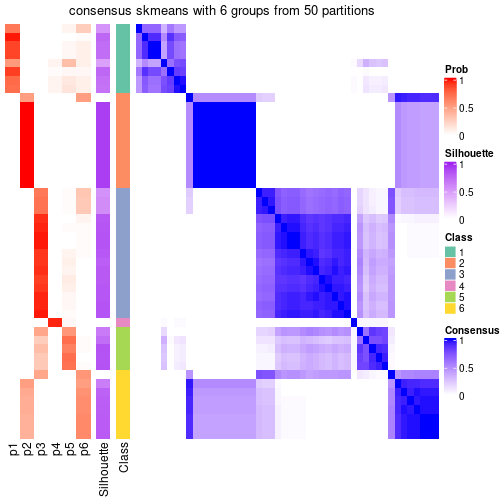 consensus skmeans with 6 groups from 50 partitions
Prob
1
0.5
0
Silhouette
1
0.5
0
Class
1
2
3
4
5
6
Consensus
1
0.5
0
p1
p2
p3
p4
p5
p6
Silhouette
Class